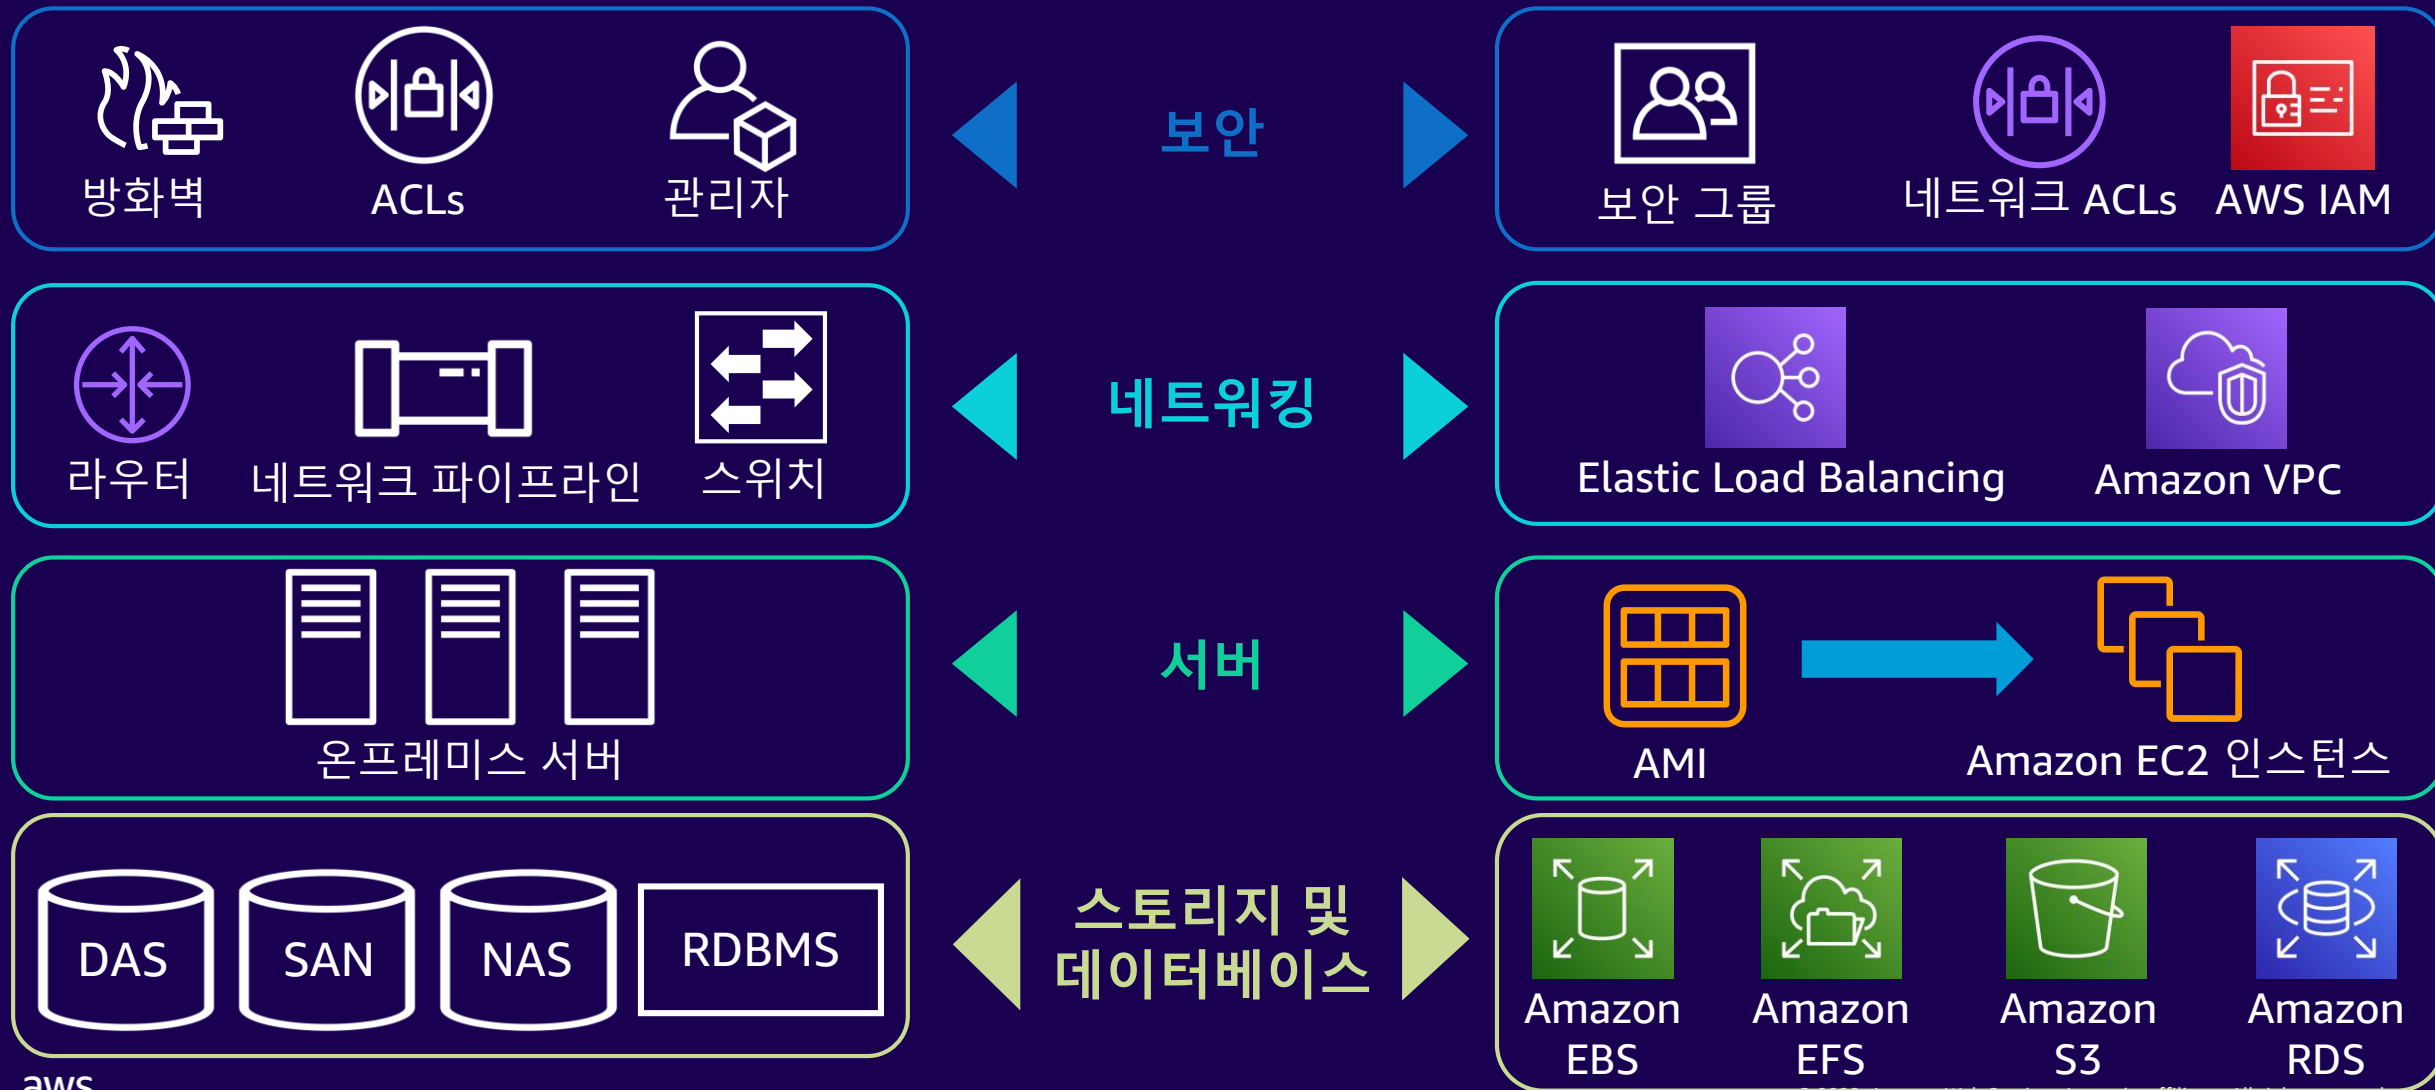 방화벽
ACLs
관리자
보안
보안 그룹
네트워크 ACLs
AWS IAM
라우터
네트워크 파이프라인
스위치
네트워킹
Elastic Load Balancing
Amazon VPC
온프레미스 서버
서버
AMI
Amazon EC2 인스턴스
DAS
SAN
NAS
RDBMS
스토리지 및
데이터베이스
Amazon
EBS
Amazon
EFS
Amazon
S3
Amazon
RDS
aws